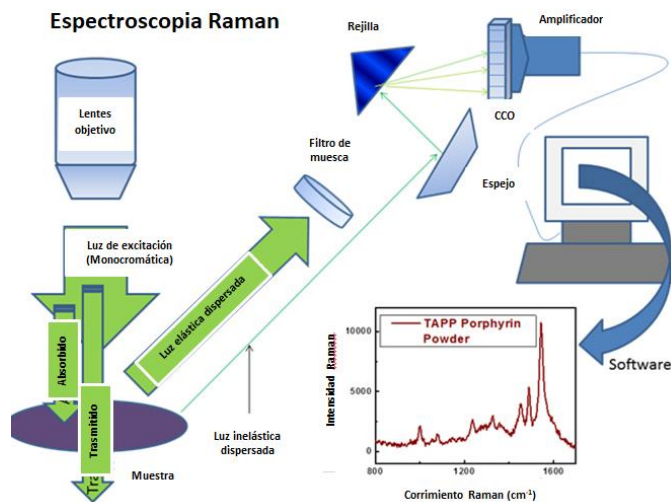 Espectroscopia Raman
Amplificador
Rejilla
Lentes
objetivo
CCO
Filtro de
muesca
Espejo
Luz de excitación
(Monocromática)
Luz elástica dispersada
Absorbido
Trasmitido
Tra
Luz inelástica
dispersada
Muestra
TAPP Porphyrin
Powder
Intensidad Raman
10000
5000
0
800
1200
1600
Corrimiento Raman (cm-1)
Software